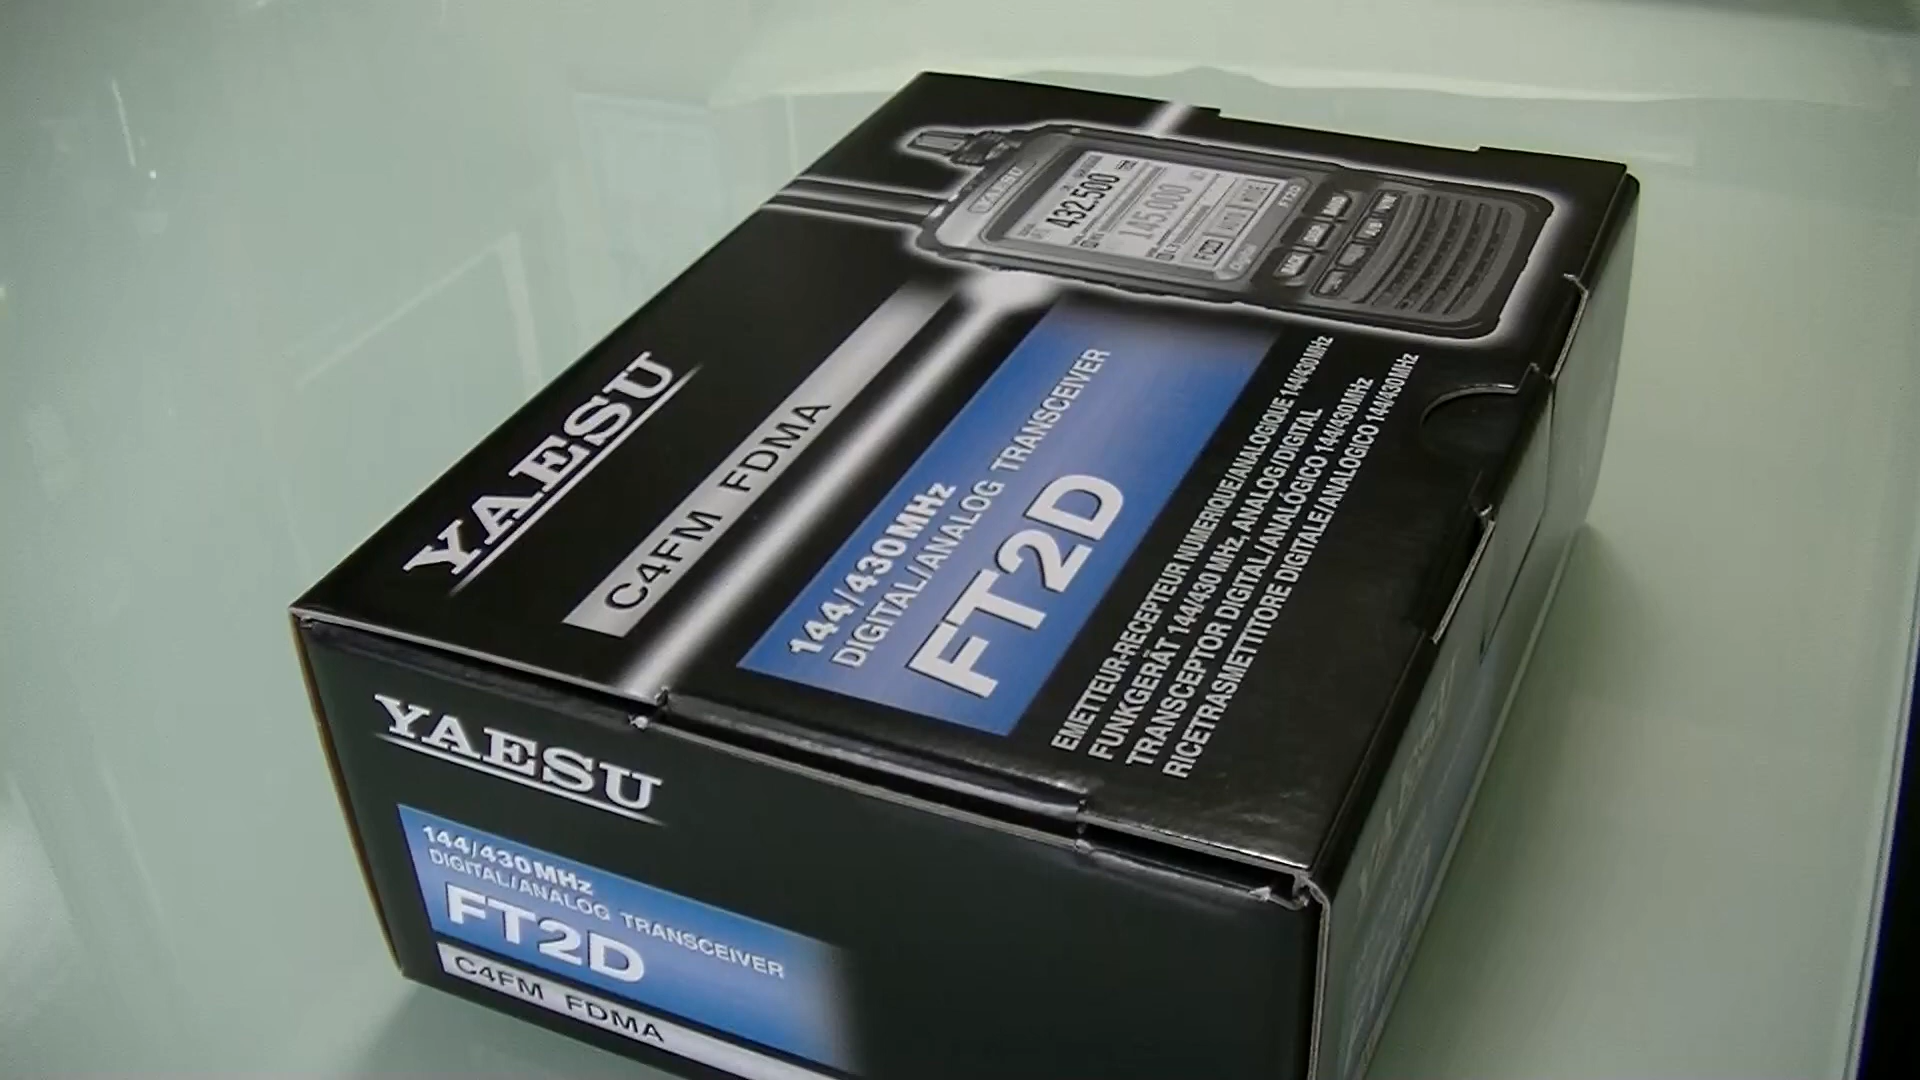 YAESU
432.500
145.000
FT2D
YAESU
C4FM FDMA
144/430MHz
DIGITAL/ANALOG TRANSCEIVER
FT2D
EMETTEUR-RECEPTEUR NUMERIQUE/ANALOGIQUE 144/430MHz
FUNKGERÄT 144/430 MHz, ANALOG/DIGITAL
TRANSCEPTOR DIGITAL/ANALÓGICO 144/430MHz
RICETRASMETTITORE DIGITALE/ANALOGICO 144/430MHz
YAESU
144/430MHz
DIGITAL/ANALOG TRANSCEIVER
FT2D
C4FM FDMA